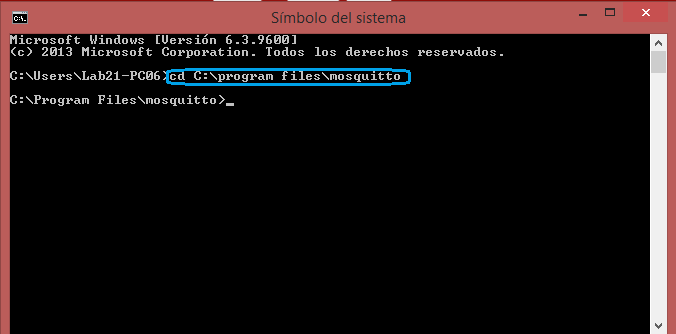 Símbolo del sistema
Microsoft Windows [Versión 6.3.9600]
(c) 2013 Microsoft Corporation. Todos los derechos reservados.
C:\Users\Lab21-PC06>cd C:\program files\mosquitto
C:\Program Files\mosquitto>_